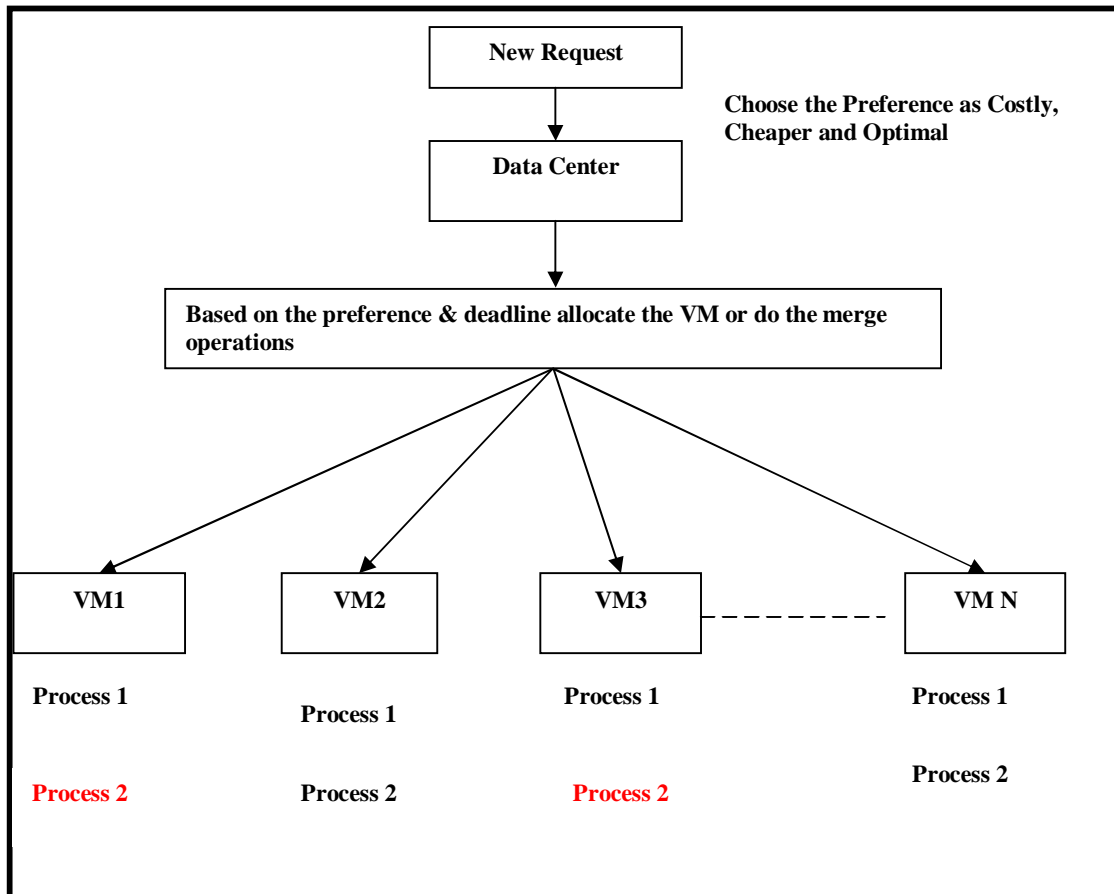 New Request
Choose the Preference as Costly,
Cheaper and Optimal
Data Center
Based on the preference & deadline allocate the VM or do the merge
operations
VM1
VM2
VM3
VM N
Process 1
Process 1
Process 1
Process 1
Process 2
Process 2
Process 2
Process 2